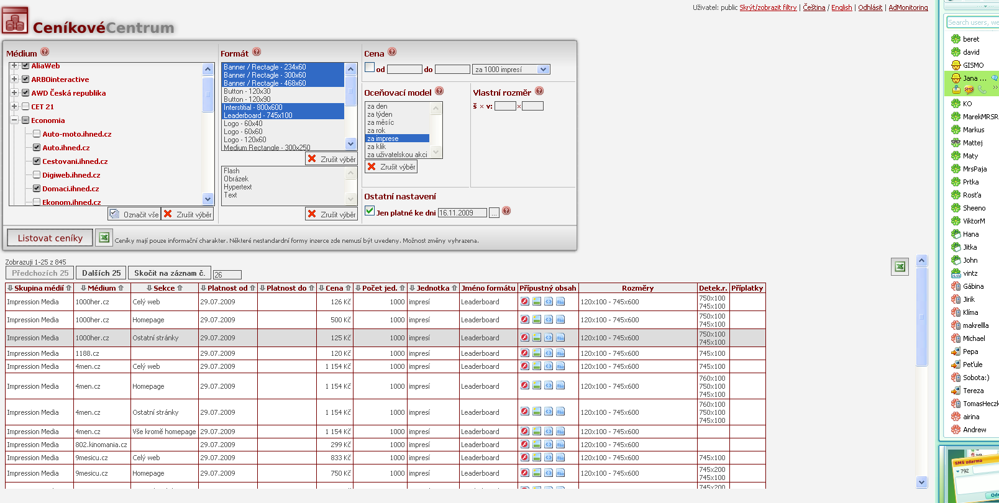 Uživatel: public Skrýt/zobrazit filtry | Čeština / English | Odhlásit | AdMonitoring
CeníkovéCentrum
Médium
AliaWeb
ARBOinteractive
AWD Česká republika
CET 21
Economia
Auto-moto.ihned.cz
Auto.ihned.cz
Cestovani.ihned.cz
Digiweb.ihned.cz
Domaci.ihned.cz
Ekonom.ihned.cz
Označit vše Zrušit výběr
Formát
Banner / Rectagle - 234x60
Banner / Rectagle - 300x60
Banner / Rectagle - 468x60
Button - 120x30
Button - 120x90
Interstitial - 800x600
Leaderboard - 745x100
Logo - 60x40
Logo - 60x60
Logo - 120x60
Medium Rectangle - 300x250
Zrušit výběr
Flash
Obrázek
Hypertext
Text
Zrušit výběr
Cena
od do za 1000 impresí
Oceňovací model
za den
za týden
za měsíc
za rok
za imprese
za klik
za uživatelskou akci
Zrušit výběr
Vlastní rozměr
š × v: ×
Ostatní nastavení
Jen platné ke dni 16.11.2009 ...
Listovat ceníky Ceníky mají pouze informační charakter. Některé nestandardní formy inzerce zde nemusí být uvedeny. Možnost změny vyhrazena.
Zobrazuji 1-25 z 845
Předchozích 25 Dalších 25 Skočit na záznam č. 26
Skupina médií Médium Sekce Platnost od Platnost do Cena Počet jed. Jednotka Jméno formátu Přípustný obsah Rozměry Detek.r. Příplatky
Impression Media 1000her.cz Celý web 29.07.2009 126 Kč 1000 impresí Leaderboard 120x100 - 745x600 750x100
745x100
Impression Media 1000her.cz Homepage 29.07.2009 500 Kč 1000 impresí Leaderboard 120x100 - 745x600 750x100
745x100
Impression Media 1000her.cz Ostatní stránky 29.07.2009 125 Kč 1000 impresí Leaderboard 120x100 - 745x600 750x100
745x100
Impression Media 1188.cz 29.07.2009 120 Kč 1000 impresí Leaderboard 120x100 - 745x600 745x100
Impression Media 4men.cz Celý web 29.07.2009 1 154 Kč 1000 impresí Leaderboard 120x100 - 745x600 745x100
Impression Media 4men.cz Homepage 29.07.2009 1 154 Kč 1000 impresí Leaderboard 120x100 - 745x600 760x100
750x100
745x100
Impression Media 4men.cz Ostatní stránky 29.07.2009 1 154 Kč 1000 impresí Leaderboard 120x100 - 745x600 760x100
750x100
745x100
Impression Media 4men.cz Vše kromě homepage 29.07.2009 1 154 Kč 1000 impresí Leaderboard 120x100 - 745x600
Impression Media 802.kinomania.cz 29.07.2009 299 Kč 1000 impresí Leaderboard 120x100 - 745x600
Impression Media 9mesicu.cz Celý web 29.07.2009 833 Kč 1000 impresí Leaderboard 120x100 - 745x600 745x100
Impression Media 9mesicu.cz Homepage 29.07.2009 750 Kč 1000 impresí Leaderboard 120x100 - 745x600 745x200
745x100
745x200
Search users, we
beret
david
GISMO
Jana ...
SMS
KO
MarekMRSR
Markus
Mattej
Maty
MrsPaja
Prtka
Rosťa
Sheeno
ViktorM
Hana
Jitka
John
vintz
Gábina
Jirik
Klíma
makrellla
Michael
Pepa
Peťule
Sobota:)
Tereza
TomasHeczk
airina
Andrew
SMS zdarma
792